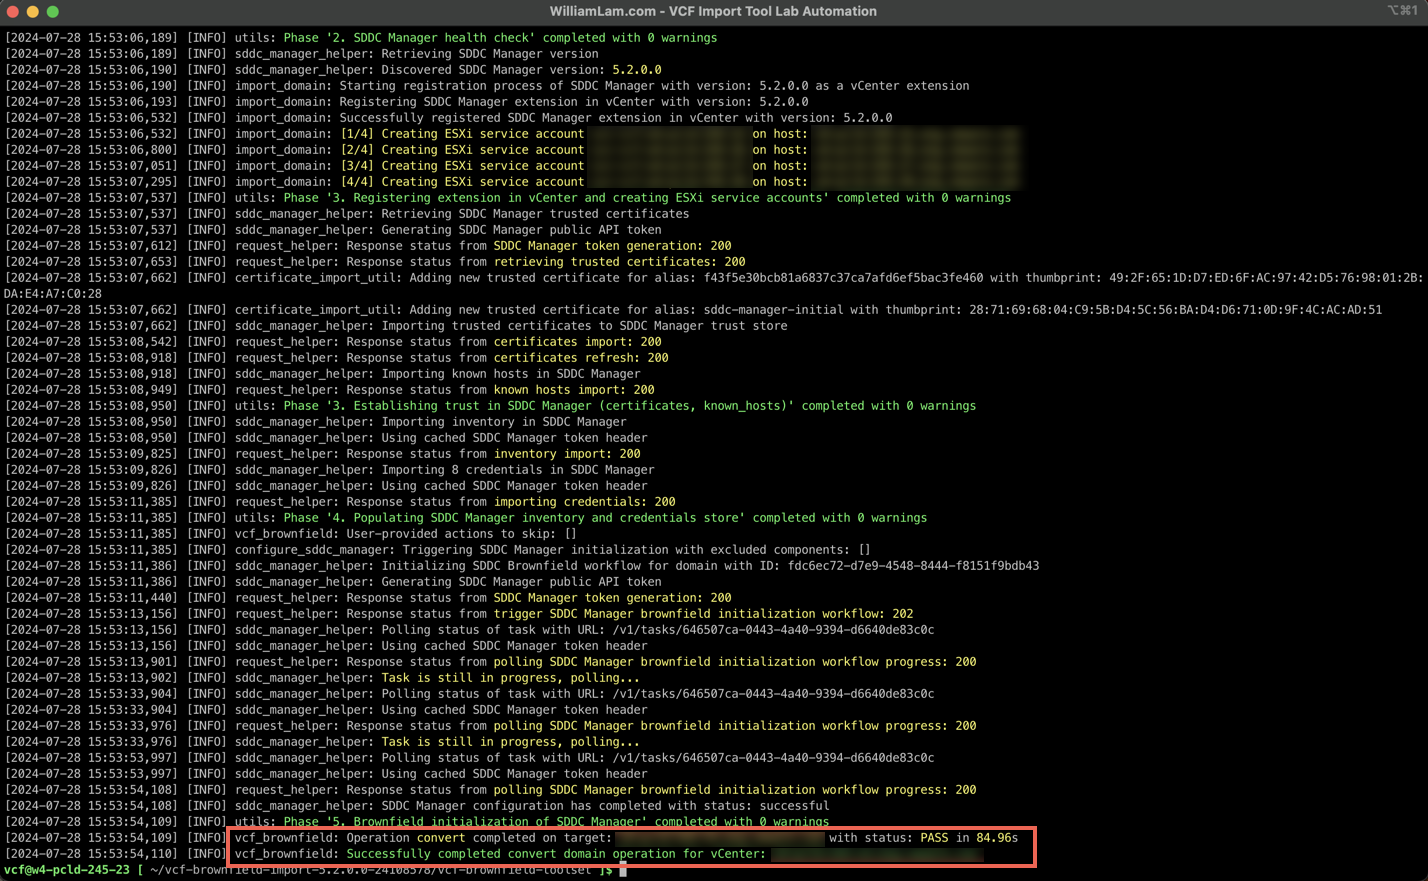 WilliamLam.com - VCF Import Tool Lab Automation
⌥⌘1
[2024-07-28 15:53:06,189] [INFO] utils: Phase '2. SDDC Manager health check' completed with 0 warnings
[2024-07-28 15:53:06,189] [INFO] sddc_manager_helper: Retrieving SDDC Manager version
[2024-07-28 15:53:06,190] [INFO] sddc_manager_helper: Discovered SDDC Manager version: 5.2.0.0
[2024-07-28 15:53:06,190] [INFO] import_domain: Starting registration process of SDDC Manager with version: 5.2.0.0 as a vCenter extension
[2024-07-28 15:53:06,193] [INFO] import_domain: Registering SDDC Manager extension in vCenter with version: 5.2.0.0
[2024-07-28 15:53:06,532] [INFO] import_domain: Successfully registered SDDC Manager extension in vCenter with version: 5.2.0.0
[2024-07-28 15:53:06,532] [INFO] import_domain: [1/4] Creating ESXi service account on host:
[2024-07-28 15:53:06,800] [INFO] import_domain: [2/4] Creating ESXi service account on host:
[2024-07-28 15:53:07,051] [INFO] import_domain: [3/4] Creating ESXi service account on host:
[2024-07-28 15:53:07,295] [INFO] import_domain: [4/4] Creating ESXi service account on host:
[2024-07-28 15:53:07,537] [INFO] utils: Phase '3. Registering extension in vCenter and creating ESXi service accounts' completed with 0 warnings
[2024-07-28 15:53:07,537] [INFO] sddc_manager_helper: Retrieving SDDC Manager trusted certificates
[2024-07-28 15:53:07,537] [INFO] sddc_manager_helper: Generating SDDC Manager public API token
[2024-07-28 15:53:07,612] [INFO] request_helper: Response status from SDDC Manager token generation: 200
[2024-07-28 15:53:07,653] [INFO] request_helper: Response status from retrieving trusted certificates: 200
[2024-07-28 15:53:07,662] [INFO] certificate_import_util: Adding new trusted certificate for alias: f43f5e30bcb81a6837c37ca7afd6ef5bac3fe460 with thumbprint: 49:2F:65:1D:D7:ED:6F:AC:97:42:D5:76:98:01:2B:
DA:E4:A7:C0:28
[2024-07-28 15:53:07,662] [INFO] certificate_import_util: Adding new trusted certificate for alias: sddc-manager-initial with thumbprint: 28:71:69:68:04:C9:5B:D4:5C:56:BA:D4:D6:71:0D:9F:4C:AC:AD:51
[2024-07-28 15:53:07,662] [INFO] sddc_manager_helper: Importing trusted certificates to SDDC Manager trust store
[2024-07-28 15:53:08,542] [INFO] request_helper: Response status from certificates import: 200
[2024-07-28 15:53:08,918] [INFO] request_helper: Response status from certificates refresh: 200
[2024-07-28 15:53:08,918] [INFO] sddc_manager_helper: Importing known hosts in SDDC Manager
[2024-07-28 15:53:08,949] [INFO] request_helper: Response status from known hosts import: 200
[2024-07-28 15:53:08,950] [INFO] utils: Phase '3. Establishing trust in SDDC Manager (certificates, known_hosts)' completed with 0 warnings
[2024-07-28 15:53:08,950] [INFO] sddc_manager_helper: Importing inventory in SDDC Manager
[2024-07-28 15:53:08,950] [INFO] sddc_manager_helper: Using cached SDDC Manager token header
[2024-07-28 15:53:09,825] [INFO] request_helper: Response status from inventory import: 200
[2024-07-28 15:53:09,826] [INFO] sddc_manager_helper: Importing 8 credentials in SDDC Manager
[2024-07-28 15:53:09,826] [INFO] sddc_manager_helper: Using cached SDDC Manager token header
[2024-07-28 15:53:11,385] [INFO] request_helper: Response status from importing credentials: 200
[2024-07-28 15:53:11,385] [INFO] utils: Phase '4. Populating SDDC Manager inventory and credentials store' completed with 0 warnings
[2024-07-28 15:53:11,385] [INFO] vcf_brownfield: User-provided actions to skip: []
[2024-07-28 15:53:11,385] [INFO] configure_sddc_manager: Triggering SDDC Manager initialization with excluded components: []
[2024-07-28 15:53:11,386] [INFO] sddc_manager_helper: Initializing SDDC Brownfield workflow for domain with ID: fdc6ec72-d7e9-4548-8444-f8151f9bdb43
[2024-07-28 15:53:11,386] [INFO] sddc_manager_helper: Generating SDDC Manager public API token
[2024-07-28 15:53:11,440] [INFO] request_helper: Response status from SDDC Manager token generation: 200
[2024-07-28 15:53:13,156] [INFO] request_helper: Response status from trigger SDDC Manager brownfield initialization workflow: 202
[2024-07-28 15:53:13,156] [INFO] sddc_manager_helper: Polling status of task with URL: /v1/tasks/646507ca-0443-4a40-9394-d6640de83c0c
[2024-07-28 15:53:13,156] [INFO] sddc_manager_helper: Using cached SDDC Manager token header
[2024-07-28 15:53:13,901] [INFO] request_helper: Response status from polling SDDC Manager brownfield initialization workflow progress: 200
[2024-07-28 15:53:13,902] [INFO] sddc_manager_helper: Task is still in progress, polling...
[2024-07-28 15:53:33,904] [INFO] sddc_manager_helper: Polling status of task with URL: /v1/tasks/646507ca-0443-4a40-9394-d6640de83c0c
[2024-07-28 15:53:33,904] [INFO] sddc_manager_helper: Using cached SDDC Manager token header
[2024-07-28 15:53:33,976] [INFO] request_helper: Response status from polling SDDC Manager brownfield initialization workflow progress: 200
[2024-07-28 15:53:33,976] [INFO] sddc_manager_helper: Task is still in progress, polling...
[2024-07-28 15:53:53,997] [INFO] sddc_manager_helper: Polling status of task with URL: /v1/tasks/646507ca-0443-4a40-9394-d6640de83c0c
[2024-07-28 15:53:53,997] [INFO] sddc_manager_helper: Using cached SDDC Manager token header
[2024-07-28 15:53:54,108] [INFO] request_helper: Response status from polling SDDC Manager brownfield initialization workflow progress: 200
[2024-07-28 15:53:54,108] [INFO] sddc_manager_helper: SDDC Manager configuration has completed with status: successful
[2024-07-28 15:53:54,109] [INFO] utils: Phase '5. Brownfield initialization of SDDC Manager' completed with 0 warnings
[2024-07-28 15:53:54,109] [INFO] vcf_brownfield: Operation convert completed on target: with status: PASS in 84.96s
[2024-07-28 15:53:54,110] [INFO] vcf_brownfield: Successfully completed convert domain operation for vCenter:
vcf@w4-pcld-245-23 [ ~/vcf-brownfield-import-5.2.0.0-24108578/vcf-brownfield-toolset ]$